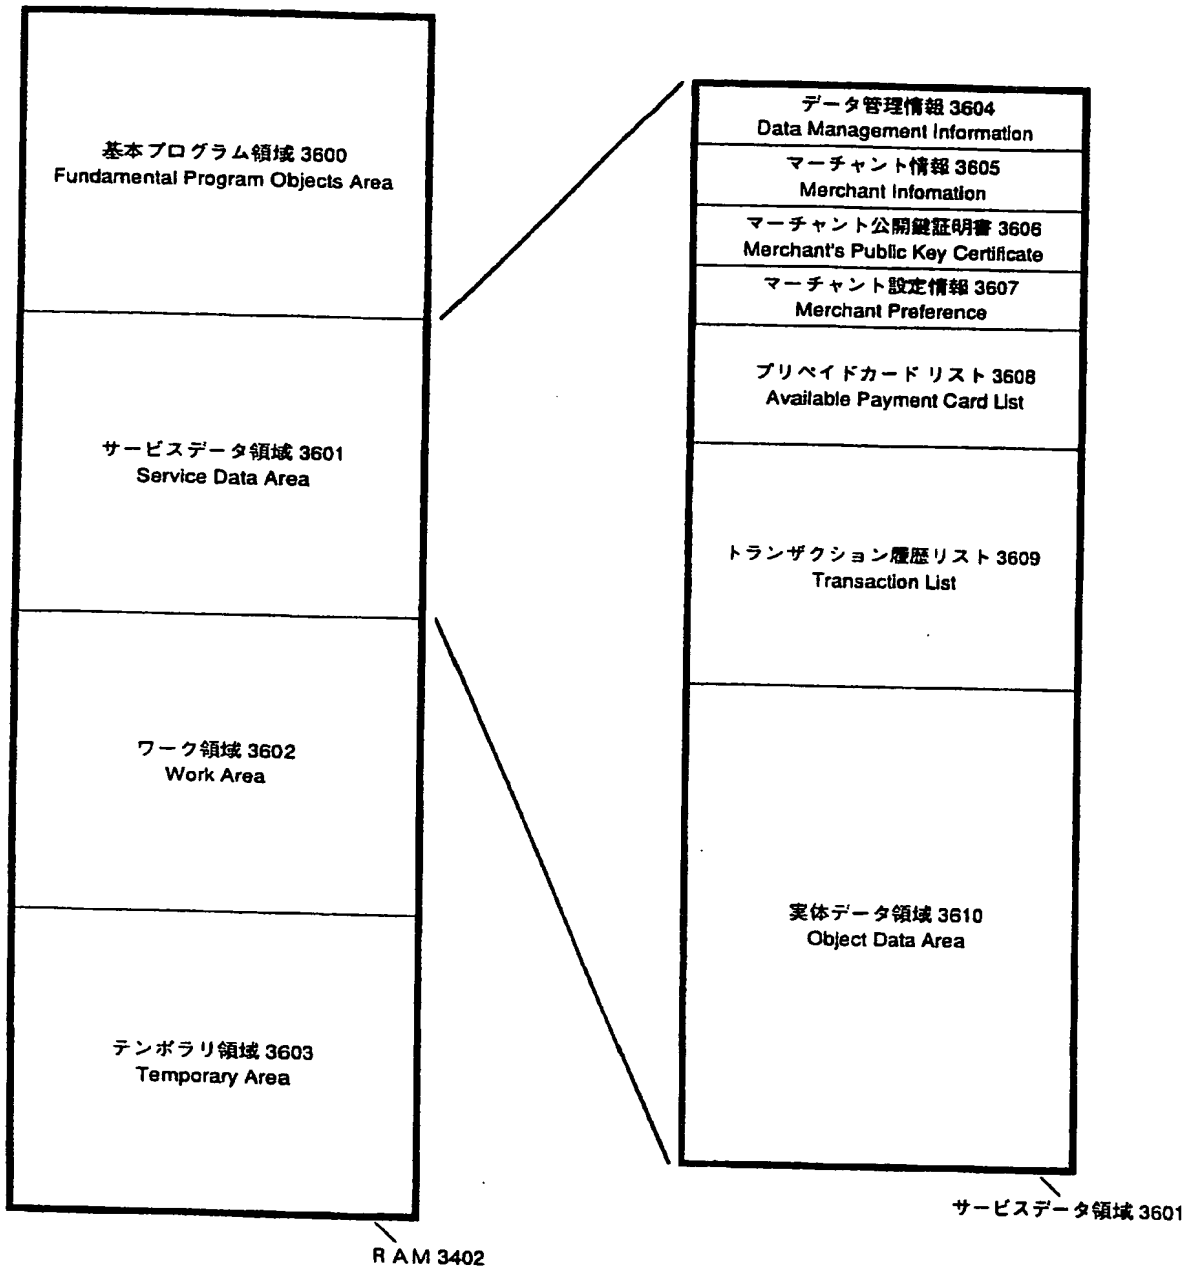 基本プログラム領域 3600
Fundamental Program Objects Area
サービスデータ領域 3601
Service Data Area
ワーク領域 3602
Work Area
テンポラリ領域 3603
Temporary Area
RAM 3402
データ管理情報 3604
Data Management Information
マーチャント情報 3605
Merchant Infomation
マーチャント公開鍵証明書 3606
Merchant's Public Key Certificate
マーチャント設定情報 3607
Merchant Preference
プリペイドカード リスト 3608
Available Payment Card List
トランザクション履歴リスト 3609
Transaction List
実体データ領域 3610
Object Data Area
サービスデータ領域 3601